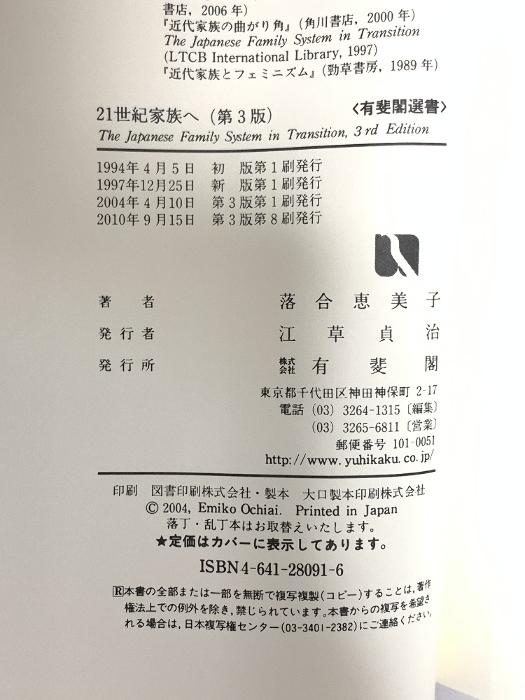 書店，2006 年）
『近代家族の曲がり角』（角川書店，2000 年）
The Japanese Family System in Transition
(LTCB International Library, 1997)
『近代家族とフェミニズム』（勁草書房，1989 年）
21世紀家族へ（第3版）〈有斐閣選書〉
The Japanese Family System in Transition, 3rd Edition
1994年 4 月 5 日 初 版第 1 刷発行
1997年12月25日 新 版第 1 刷発行
2004年 4 月10日 第 3 版第 1 刷発行
2010年 9 月15日 第 3 版第 8 刷発行
著者 落合恵美子
発行者 江草貞治
発行所 株式会社 有斐閣
東京都千代田区神田神保町 2-17
電話 (03) 3264-1315〔編集〕
(03) 3265-6811〔営業〕
郵便番号 101-0051
http://www.yuhikaku.co.jp/
印刷 図書印刷株式会社・製本 大口製本印刷株式会社
© 2004, Emiko Ochiai. Printed in Japan
落丁・乱丁本はお取替えいたします。
★定価はカバーに表示してあります。
ISBN4-641-28091-6
Ⓡ本書の全部または一部を無断で複写複製（コピー）することは，著作
権法上での例外を除き，禁じられています。本書からの複写を希望さ
れる場合は，日本複写権センター（03-3401-2382）にご連絡ください。